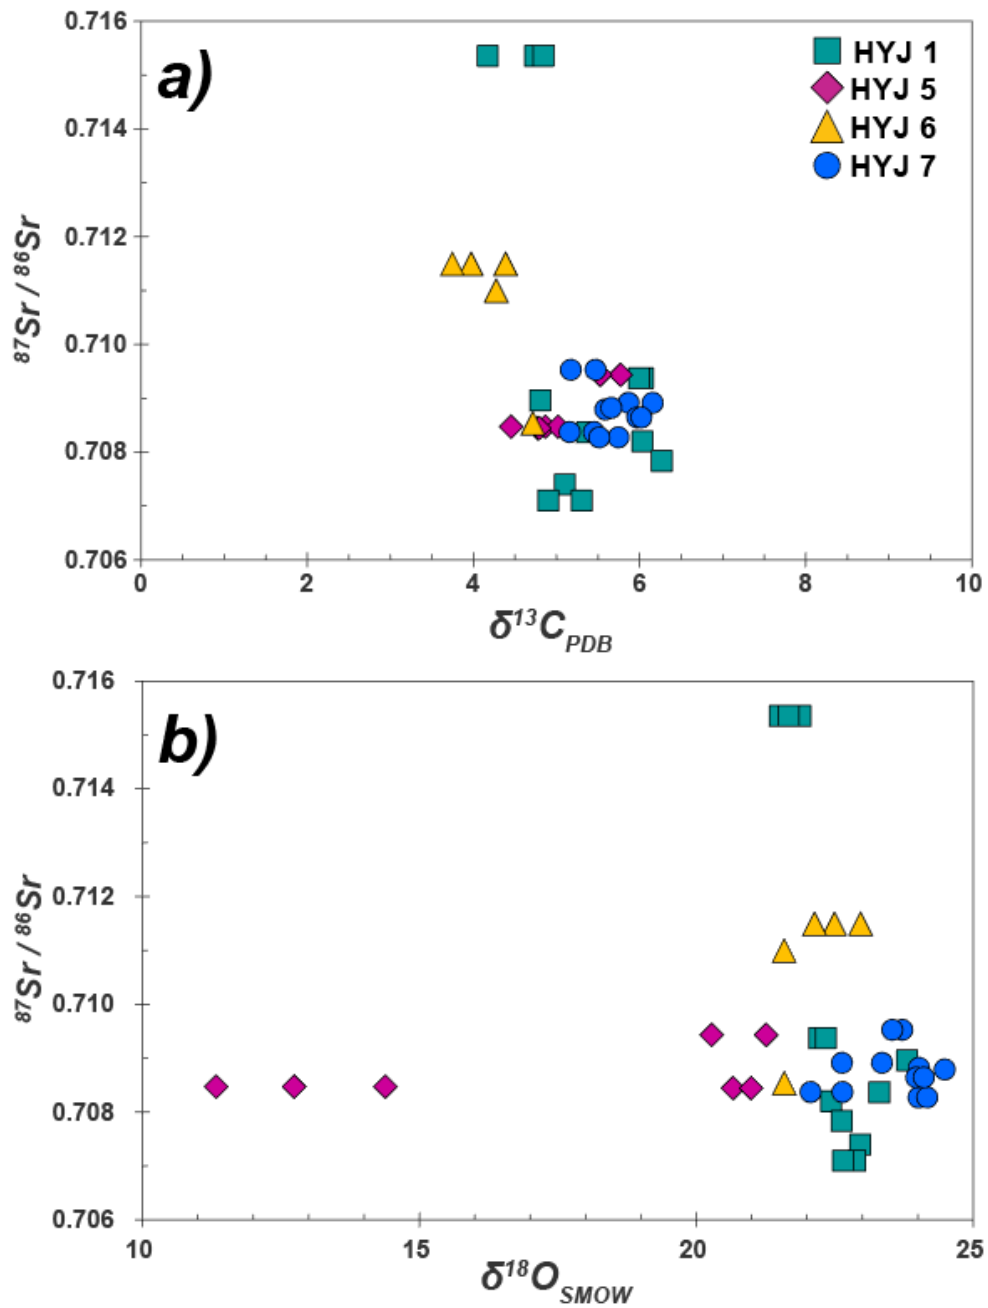 a)
HYJ 1
HYJ 5
HYJ 6
HYJ 7
0.716
0.714
0.712
0.710
0.708
0.706
⁸⁷Sr / ⁸⁶Sr
0 2 4 6 8 10
δ¹³C_PDB
b)
0.716
0.714
0.712
0.710
0.708
0.706
⁸⁷Sr / ⁸⁶Sr
10 15 20 25
δ¹⁸O_SMOW